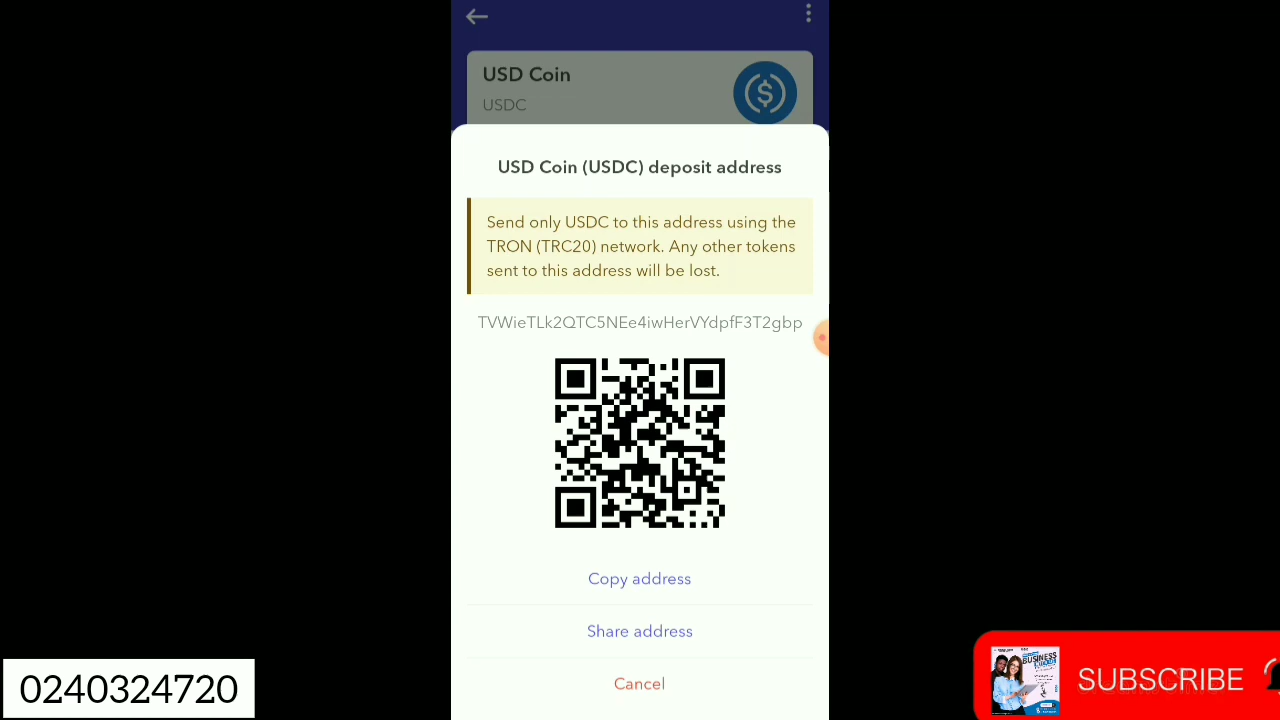 USD Coin
USDC
USD Coin (USDC) deposit address
Send only USDC to this address using the
TRON (TRC20) network. Any other tokens
sent to this address will be lost.
TVWieTLk2QTC5NEe4iwHerVYdpfF3T2gbp
Copy address
Share address
Cancel
0240324720
BUSINESS
SUBSCRIBE